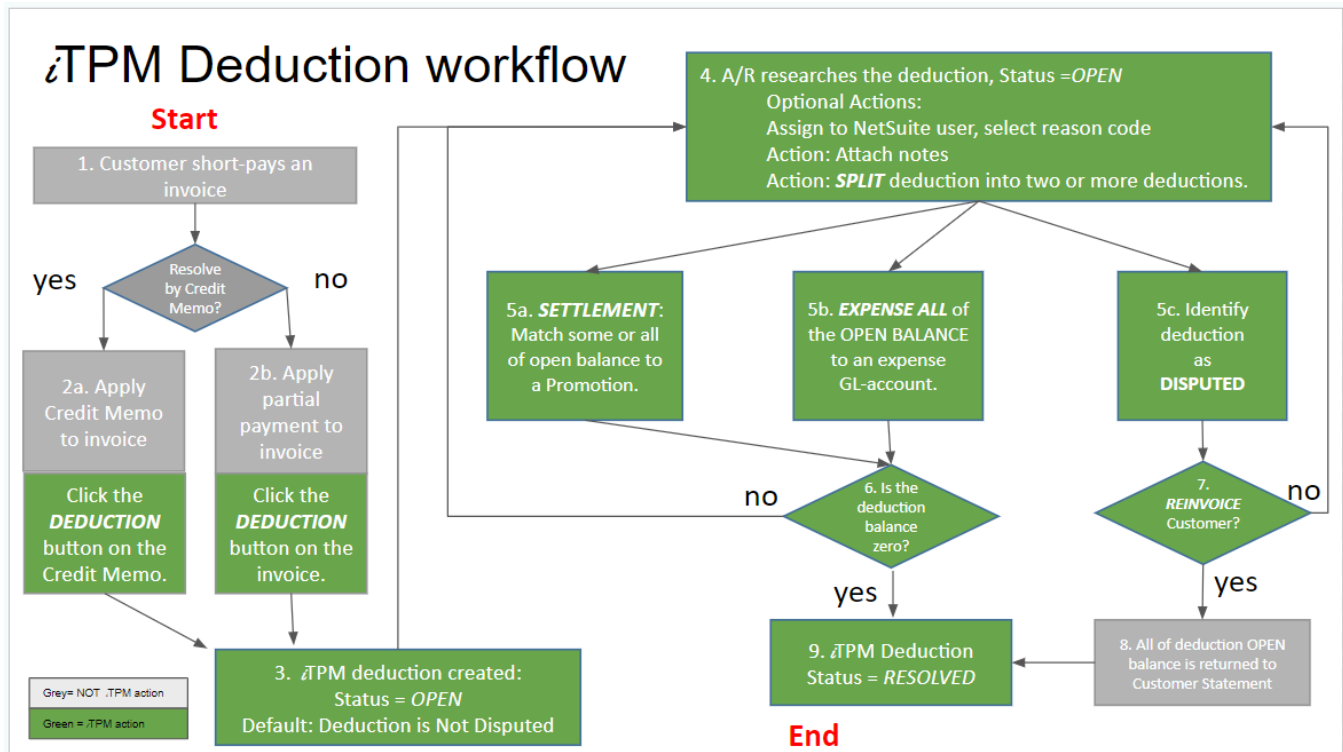 iTPM Deduction workflow
Start
1. Customer short-pays an
invoice
yes
Resolve
by Credit
Memo?
no
2a. Apply
Credit Memo
to invoice
Click the
DEDUCTION
button on the
Credit Memo.
2b. Apply
partial
payment to
invoice
Click the
DEDUCTION
button on the
invoice.
3. iTPM deduction created:
Status = OPEN
Default: Deduction is Not Disputed
Grey= NOT iTPM action
Green = iTPM action
4. A/R researches the deduction, Status =OPEN
Optional Actions:
Assign to NetSuite user, select reason code
Action: Attach notes
Action: SPLIT deduction into two or more deductions.
5a. SETTLEMENT:
Match some or all
of open balance to
a Promotion.
5b. EXPENSE ALL of
the OPEN BALANCE
to an expense
GL-account.
5c. Identify
deduction
as
DISPUTED
no
6. Is the
deduction
balance
zero?
yes
7.
REINVOICE
Customer?
no
yes
8. All of deduction OPEN
balance is returned to
Customer Statement
9. iTPM Deduction
Status = RESOLVED
End